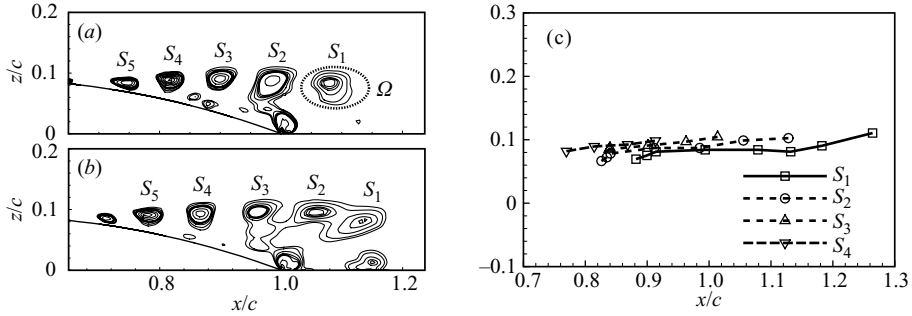 0.2
(a)
S5 S4 S3 S2 S1
z/c 0.1
Ω
0
0.2
(b)
S5 S4 S3 S2 S1
z/c 0.1
0
0.8 1.0 1.2
x/c
(c)
0.3
0.2
z/c 0.1
0
–0.1
S1
S2
S3
S4
0.7 0.8 0.9 1.0 1.1 1.2 1.3
x/c